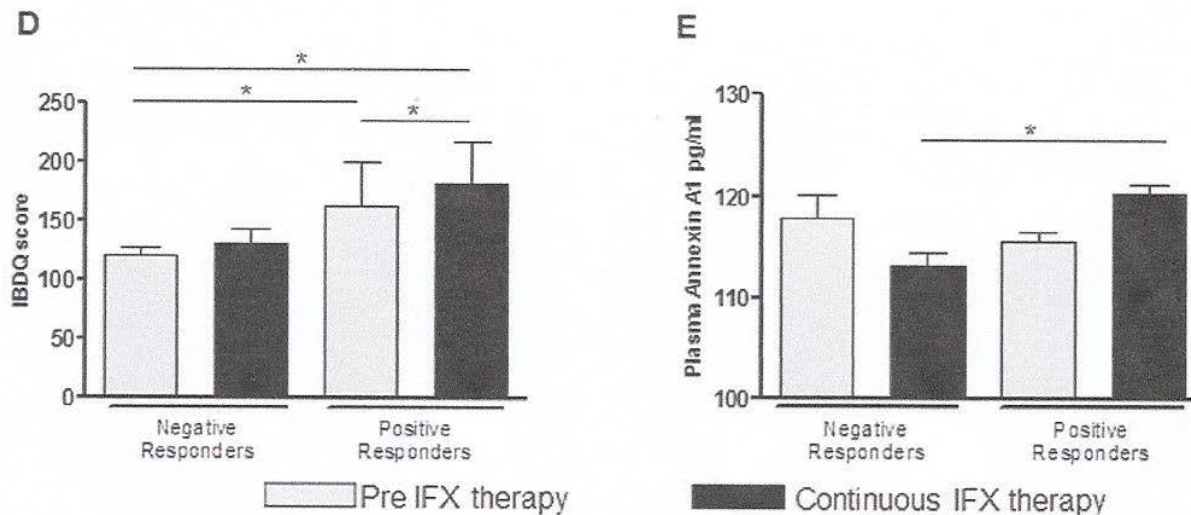 D
*
*
*
250
200
150
100
50
0
IBDQ score
Negative
Responders
Positive
Responders
E
130
120
110
100
Plasma Annexin A1 pg/ml
*
Negative
Responders
Positive
Responders
Pre IFX therapy
Continuous IFX therapy